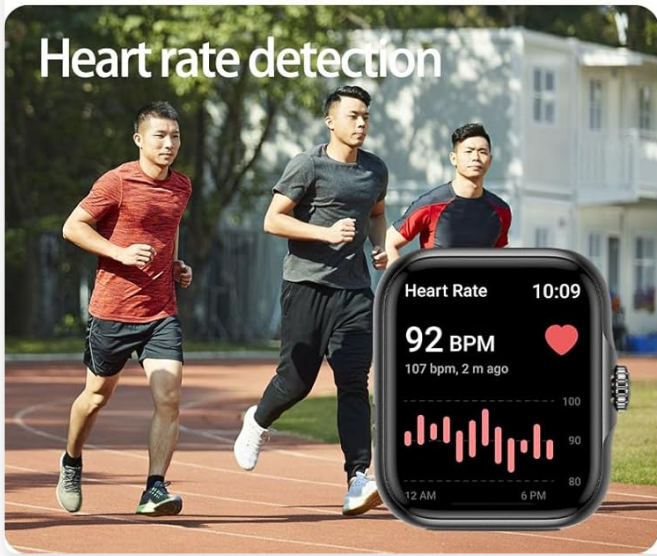 Heart rate detection
Heart Rate 10:09
92 BPM
107 bpm, 2 m ago
100
90
80
12 AM 6 PM